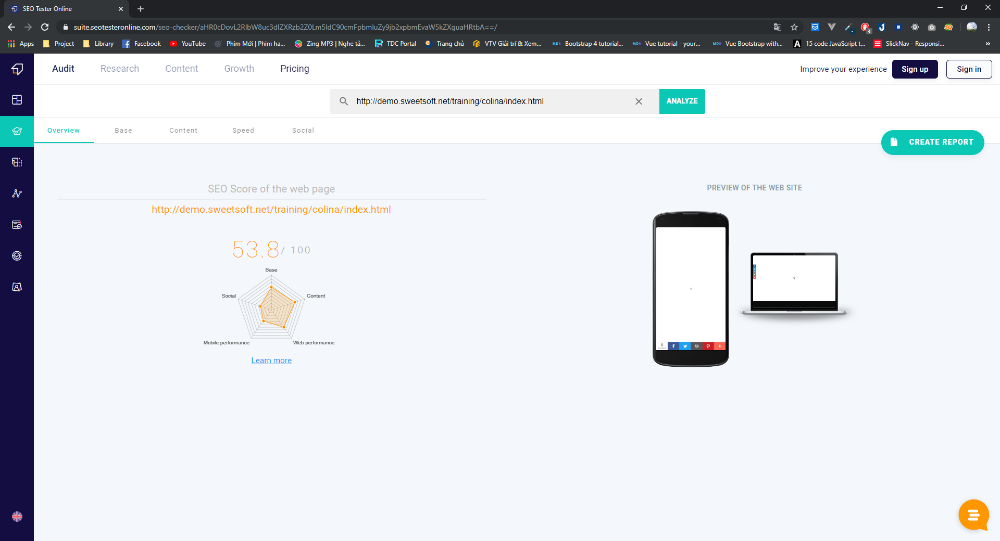 SEO Tester Online
suite.seotesteronline.com/seo-checker/aHR0cDovL2RlbW8uc3dlZXRzb2Z0Lm5ldC90cmFpbmluZy9jb2xpbmEvaW5kZXguaHRtbA==/
3
Apps Project Library Facebook YouTube Phim Mới | Phim ha... Zing MP3 | Nghe tả... TDC Portal Trang chủ VTV Giải trí & Xem... MDB Bootstrap 4 tutorial... MDB Vue tutorial - your... MDB Vue Bootstrap with... A 15 code JavaScript t... SlickNav - Responsi... »
Audit Research Content Growth Pricing Improve your experience Sign up Sign in
http://demo.sweetsoft.net/training/colina/index.html ANALYZE
Overview Base Content Speed Social
CREATE REPORT
SEO Score of the web page
PREVIEW OF THE WEB SITE
http://demo.sweetsoft.net/training/colina/index.html
53.8 / 100
Base
Social Content
Mobile performance Web performance
Learn more
0